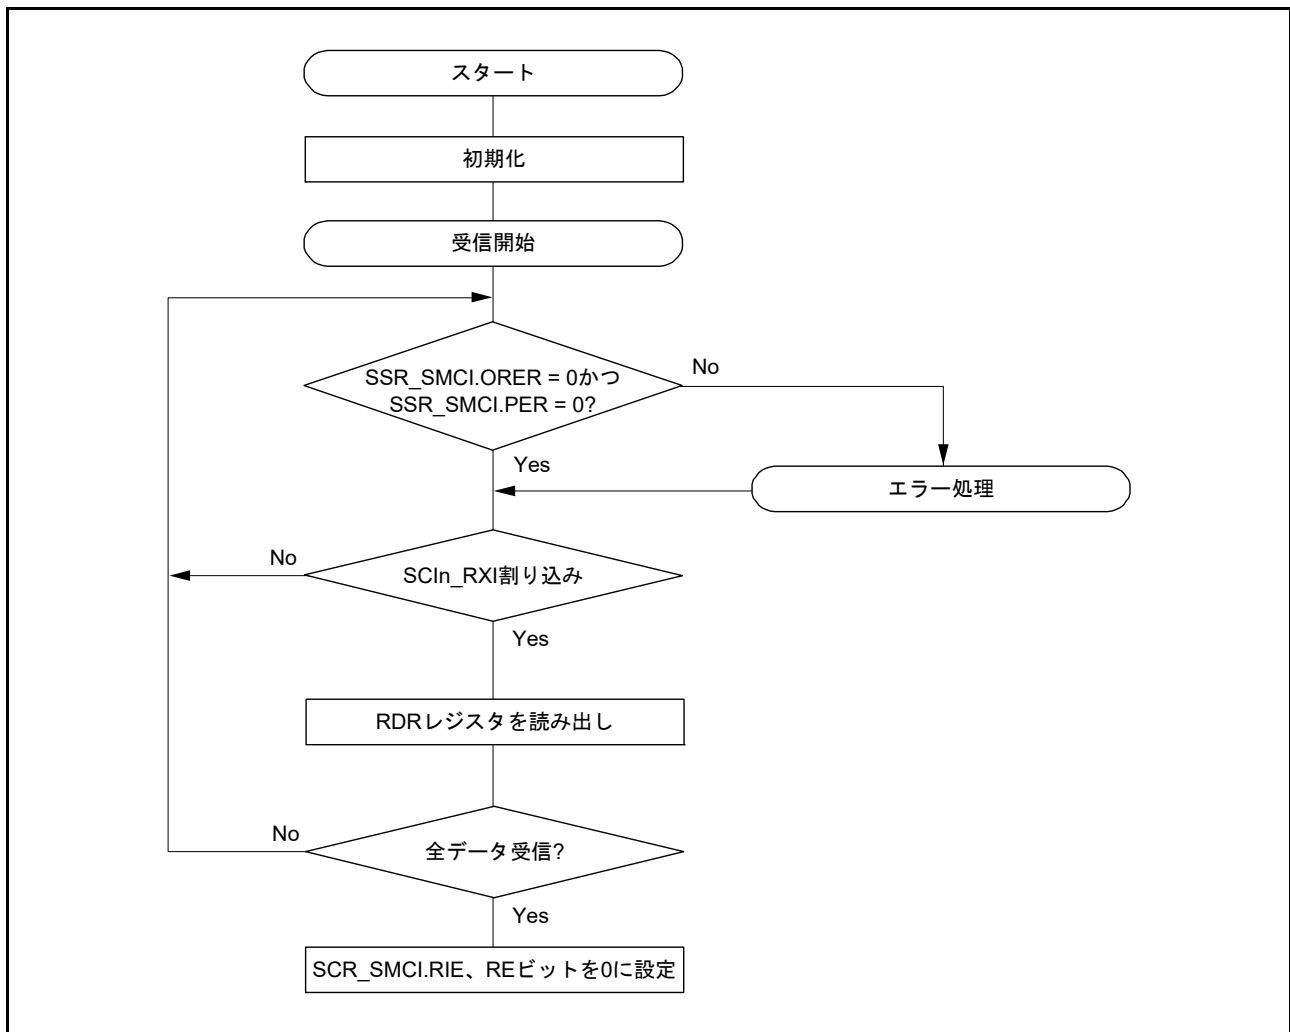 スタート
初期化
受信開始
SSR_SMCI.ORER = 0かつ
SSR_SMCI.PER = 0?
No
Yes
エラー処理
No
SCIn_RXI割り込み
Yes
RDRレジスタを読み出し
No
全データ受信?
Yes
SCR_SMCI.RIE、REビットを0に設定